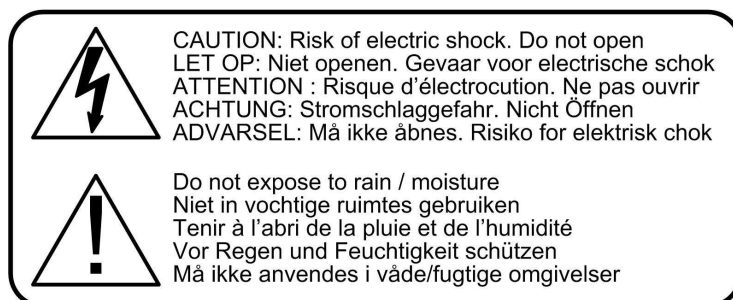 CAUTION: Risk of electric shock. Do not open
LET OP: Niet openen. Gevaar voor electrische schok
ATTENTION : Risque d'électrocution. Ne pas ouvrir
ACHTUNG: Stromschlaggefahr. Nicht Öffnen
ADVARSEL: Må ikke åbnes. Risiko for elektrisk chok
!
Do not expose to rain / moisture
Niet in vochtige ruimtes gebruiken
Tenir à l'abri de la pluie et de l'humidité
Vor Regen und Feuchtigkeit schützen
Må ikke anvendes i våde/fugtige omgivelser